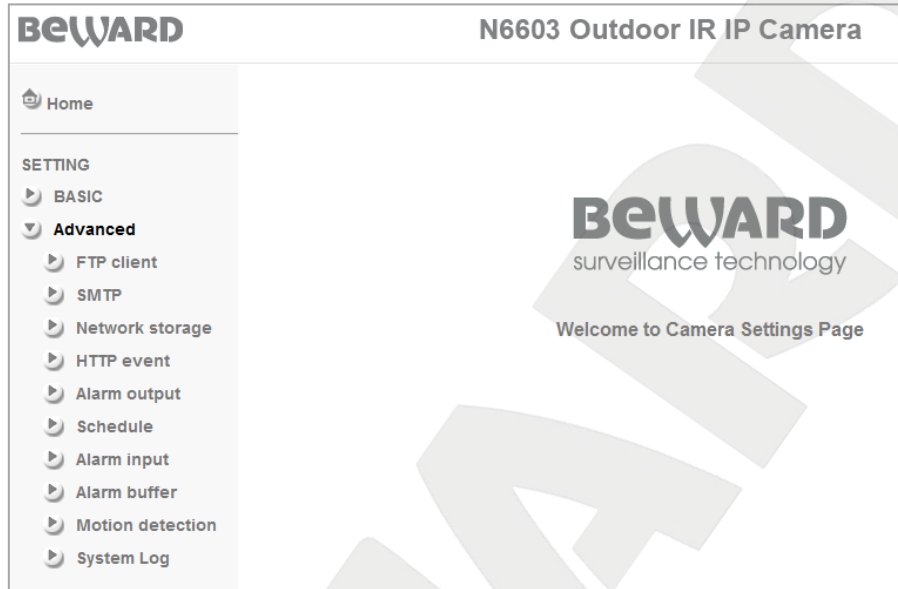 BEWARD
N6603 Outdoor IR IP Camera
Home
SETTING
BASIC
Advanced
FTP client
SMTP
Network storage
HTTP event
Alarm output
Schedule
Alarm input
Alarm buffer
Motion detection
System Log
BEWARD
surveillance technology
Welcome to Camera Settings Page